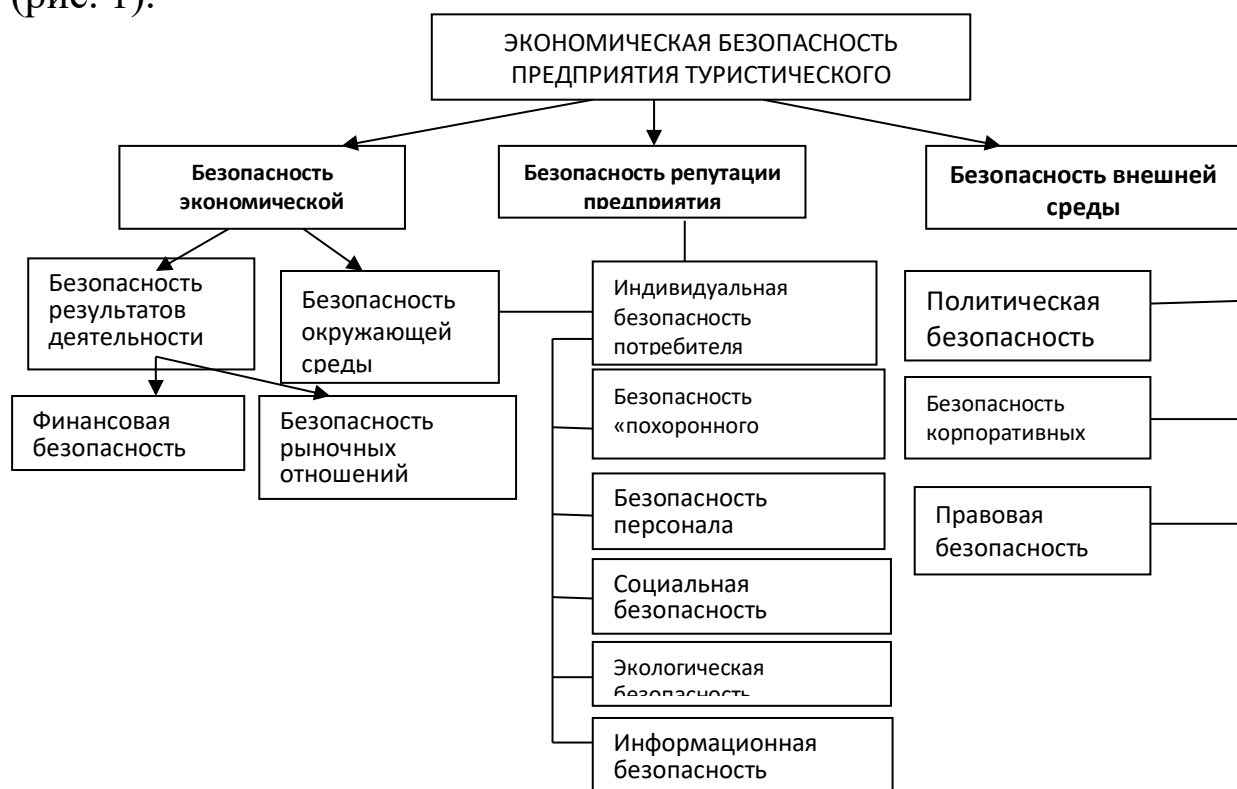 (рис. 1).
ЭКОНОМИЧЕСКАЯ БЕЗОПАСНОСТЬ
ПРЕДПРИЯТИЯ ТУРИСТИЧЕСКОГО
Безопасность
экономической
Безопасность репутации
предприятия
Безопасность внешней
среды
Безопасность
результатов
деятельности
Безопасность
окружающей
среды
Индивидуальная
безопасность
потребителя
Политическая
безопасность
Финансовая
безопасность
Безопасность
рыночных
отношений
Безопасность
«похоронного
Безопасность
корпоративных
Безопасность
персонала
Правовая
безопасность
Социальная
безопасность
Экологическая
безопасность
Информационная
безопасность